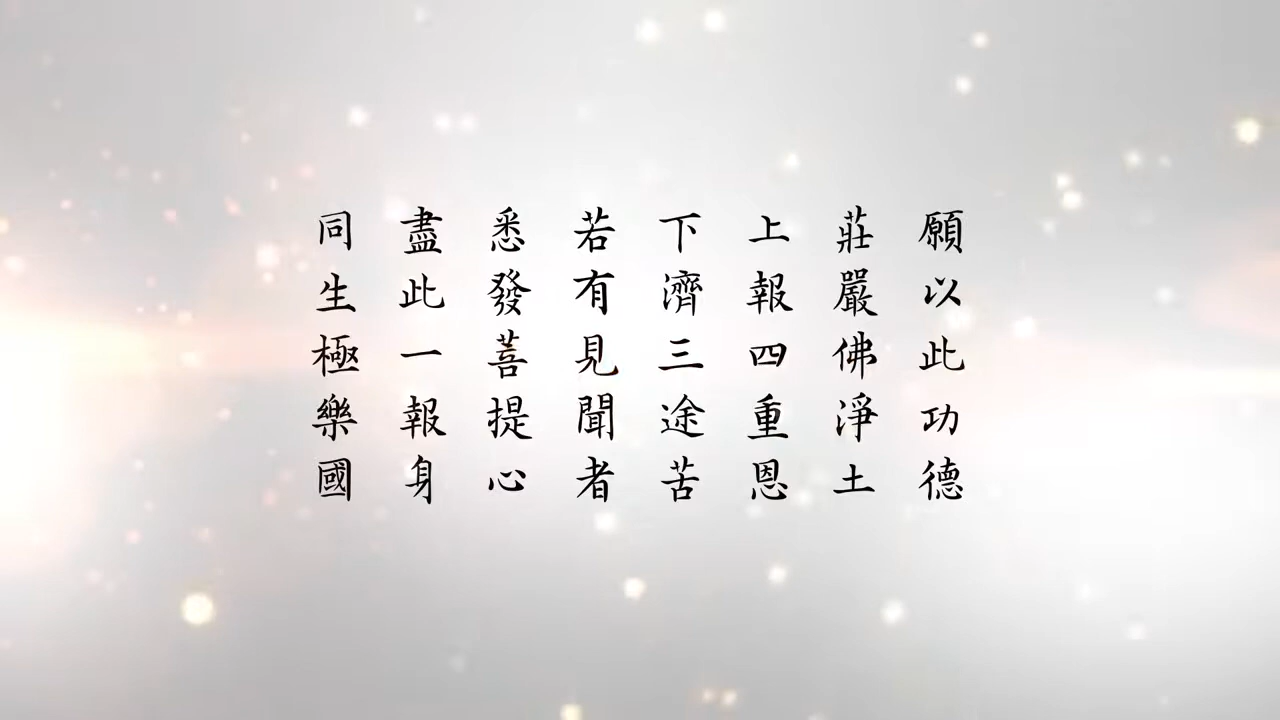 願以此功德
莊嚴佛淨土
上報四重恩
下濟三途苦
若有見聞者
悉發菩提心
盡此一報身
同生極樂國